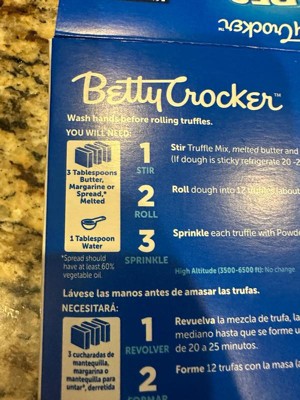 Betty Crocker™
Wash hands before rolling truffles.
YOU WILL NEED:
3 Tablespoons
Butter,
Margarine or
Spread,*
Melted
1 Tablespoon
Water
*Spread should
have at least 60%
vegetable oil.
1
STIR
Stir Truffle Mix, melted butter and
(If dough is sticky refrigerate 20 -2
2
ROLL
Roll dough into 12 truffles (about
3
SPRINKLE
Sprinkle each truffle with Powde
High Altitude (3500-6500 ft): No change.
Lávese las manos antes de amasar las trufas.
NECESITARÁ:
3 cucharadas de
mantequilla,
margarina o
mantequilla para
untar*, derretida
1
REVOLVER
Revuelva la mezcla de trufa, la
mediano hasta que se forme u
de 20 a 25 minutos.
2
FORMAR
Forme 12 trufas con la masa (a